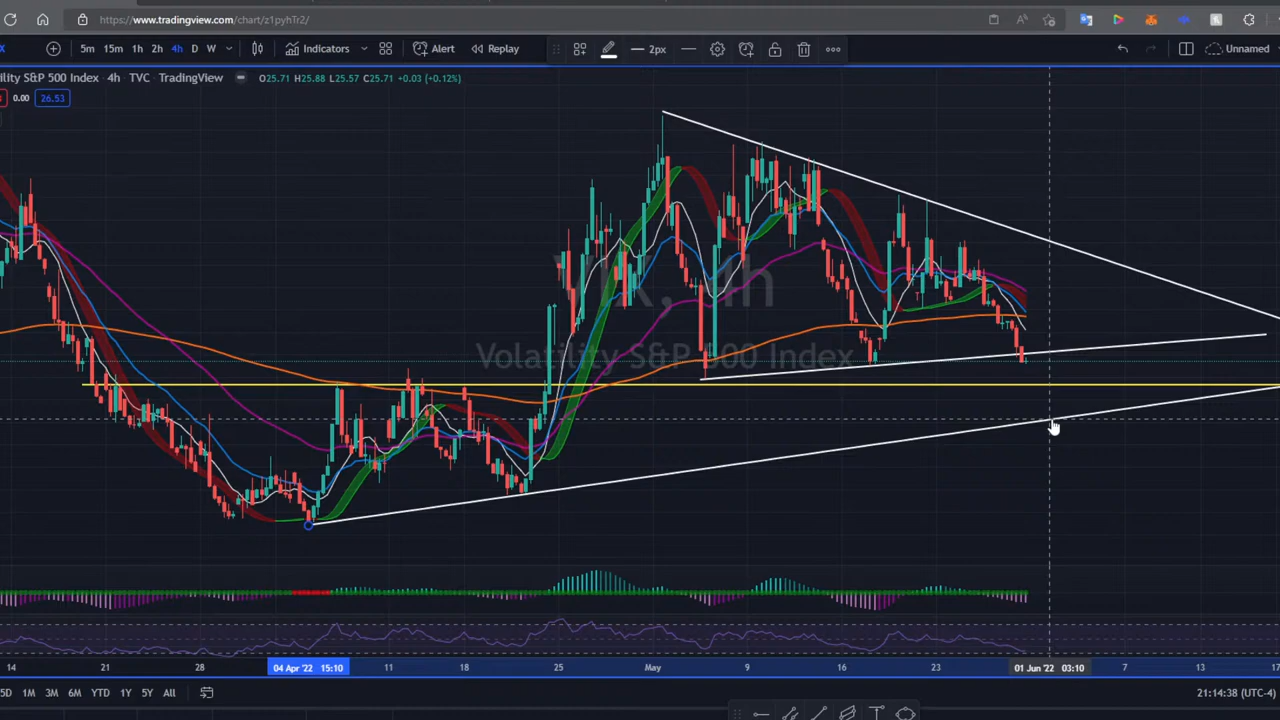 https://www.tradingview.com/chart/z1pyhTr2/
X 5m 15m 1h 2h 4h D W Indicators Alert Replay 2px Unnamed
ility S&P 500 Index 4h TVC TradingView O25.71 H25.88 L25.57 C25.71 +0.03 (+0.12%)
0.00 26.53
VIX, 4h
Volatility S&P 500 Index
14 21 28 04 Apr '22 15:10 11 18 25 May 9 16 23 01 Jun '22 03:10 7 13 17
5D 1M 3M 6M YTD 1Y 5Y All 21:14:38 (UTC-4)